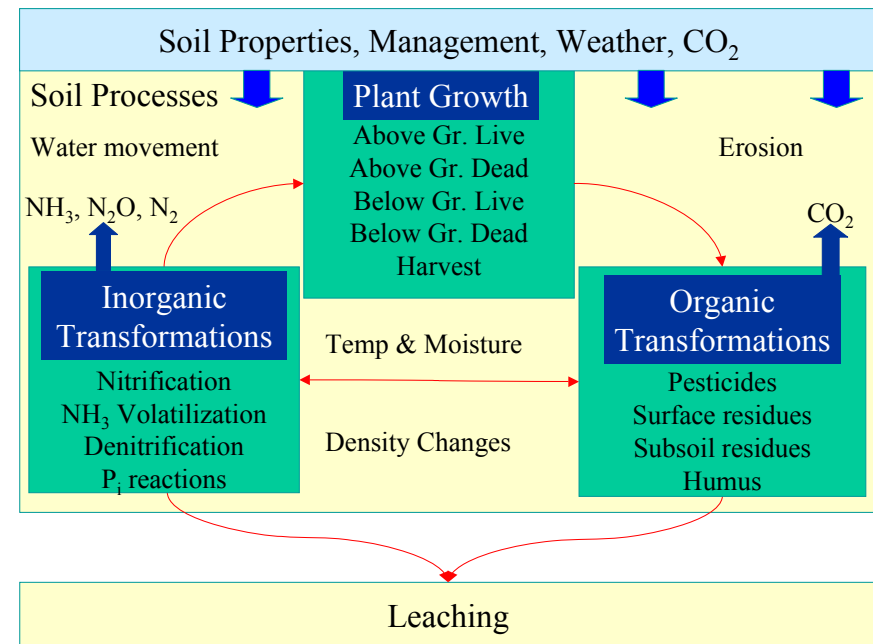 Soil Properties, Management, Weather, CO₂
Soil Processes
Water movement
NH₃, N₂O, N₂
Plant Growth
Above Gr. Live
Above Gr. Dead
Below Gr. Live
Below Gr. Dead
Harvest
Erosion
CO₂
Inorganic
Transformations
Nitrification
NH₃ Volatilization
Denitrification
Pᵢ reactions
Temp & Moisture
Density Changes
Organic
Transformations
Pesticides
Surface residues
Subsoil residues
Humus
Leaching